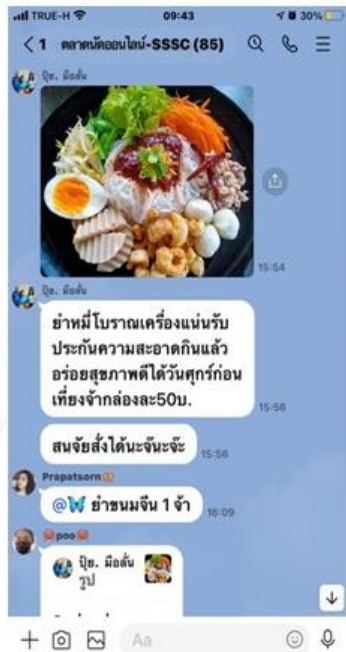 TRUE-H
09:43
30%
1 ตลาดนัดออนไลน์-SSSC (85)
ปุ้ย. มือลั่น
15:54
ปุ้ย. มือลั่น
ยำหมี่โบราณเครื่องแน่นรับ
ประกันความสะอาดกินแล้ว
อร่อยสุขภาพดีได้วันศุกร์ก่อน
เที่ยงจ้ากล่องละ50บ.
15:56
สนจัยสั่งได้นะจ๊ะจะจ๊ะ
15:56
Prapatsorn
@🦋 ยำขนมจีน 1 จ้า
16:09
poo
ปุ้ย. มือลั่น
รูป
Aa